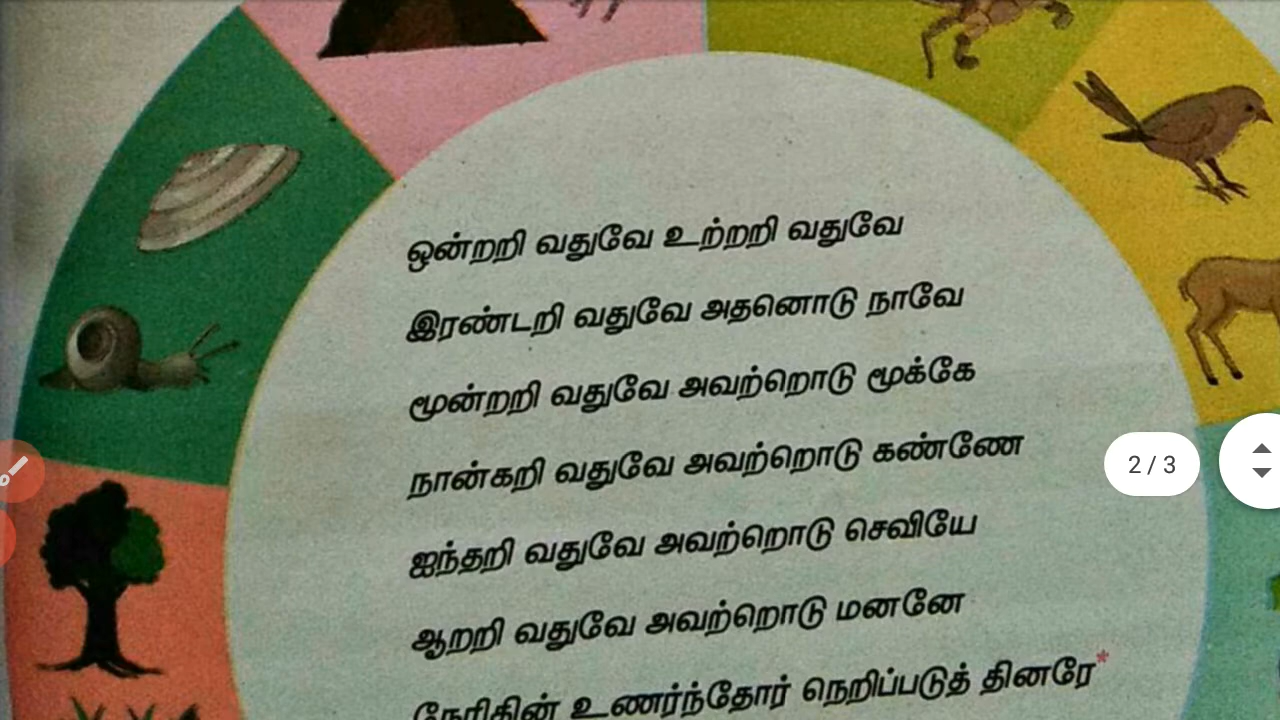 ஒன்றறி வதுவே உற்றறி வதுவே
இரண்டறி வதுவே அதனொடு நாவே
மூன்றறி வதுவே அவற்றொடு மூக்கே
நான்கறி வதுவே அவற்றொடு கண்ணே
2 / 3
ஐந்தறி வதுவே அவற்றொடு செவியே
ஆறறி வதுவே அவற்றொடு மனனே
நேரிதின் உணர்ந்தோர் நெறிப்படுத் தினரே*